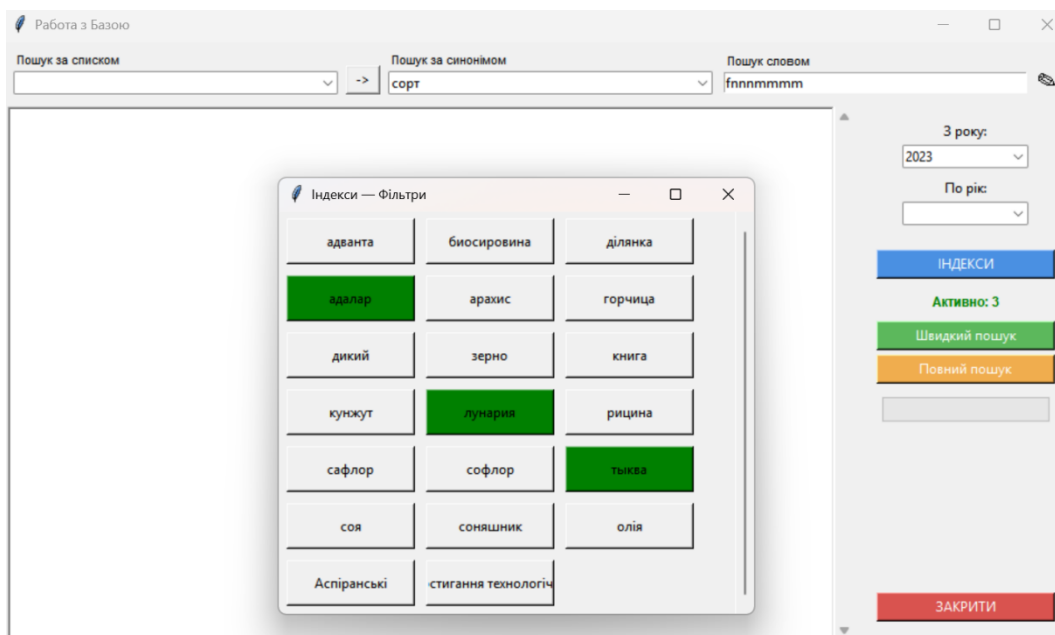 Работа з Базою
Пошук за списком
Пошук за синонімом
Пошук словом
->
сорт
fnnnmmmm
З року:
2023
По рік:
ІНДЕКСИ
Активно: 3
Швидкий пошук
Повний пошук
ЗАКРИТИ
Індекси — Фільтри
адванта
биосировина
ділянка
адалар
арахис
горчица
дикий
зерно
книга
кунжут
лунария
рицина
сафлор
софлор
тыква
соя
соняшник
олія
Аспіранські
стигання технологіч